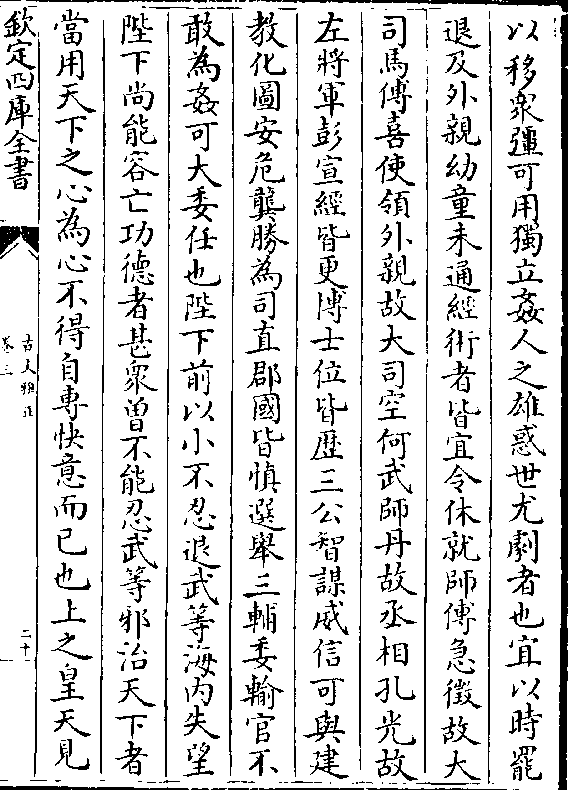 以移衆彊可用獨立姦人之雄惑世尤劇者也宜以時罷
退及外親幼童未通經術者皆宜令休就師傅急徵故大
司馬傅喜使領外親故大司空何武師丹故丞相孔光故
左將軍彭宣經皆更博士位皆歷三公智謀威信可與建
教化圖安危龔勝為司直郡國皆慎選舉三輔委輸官不
敢為姦可大委任也陛下前以小不忍退武等海内失望
陛下尚能容亡功德者甚衆曽不能忍武等邪治天下者
當用天下之心為心不得自專快意而已也上之皇天見
欽定四庫全書
古文雅正
卷三
二十